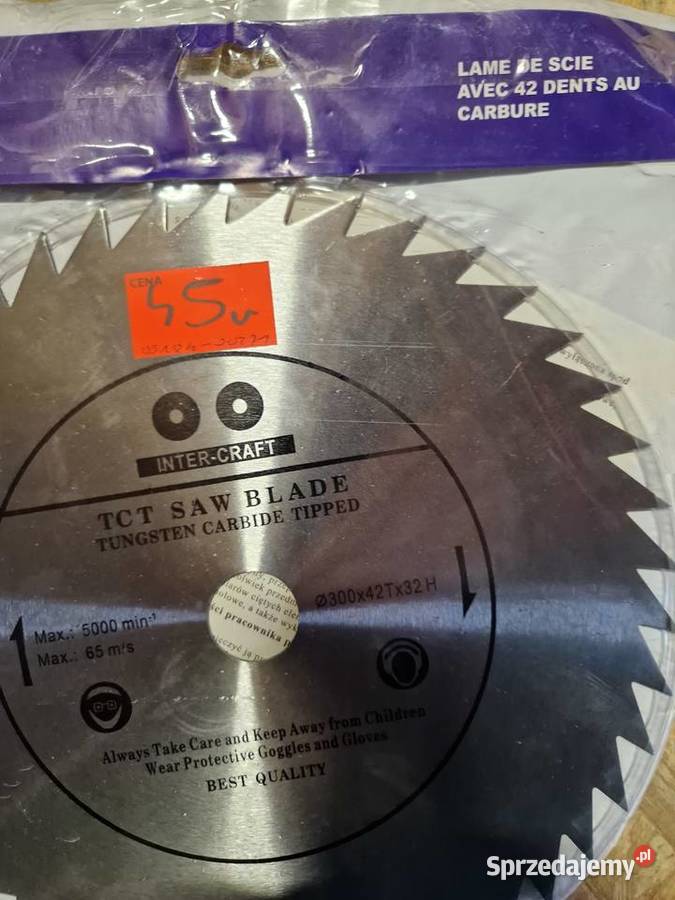 LAME DE SCIE
AVEC 42 DENTS AU
CARBURE
CENA
45
INTER-CRAFT
TCT SAW BLADE
TUNGSTEN CARBIDE TIPPED
Ø300x42Tx32 H
Max.: 5000 min⁻¹
Max.: 65 m/s
pracownika
Always Take Care and Keep Away from Children
Wear Protective Goggles and Gloves
BEST QUALITY
Sprzedajemy.pl